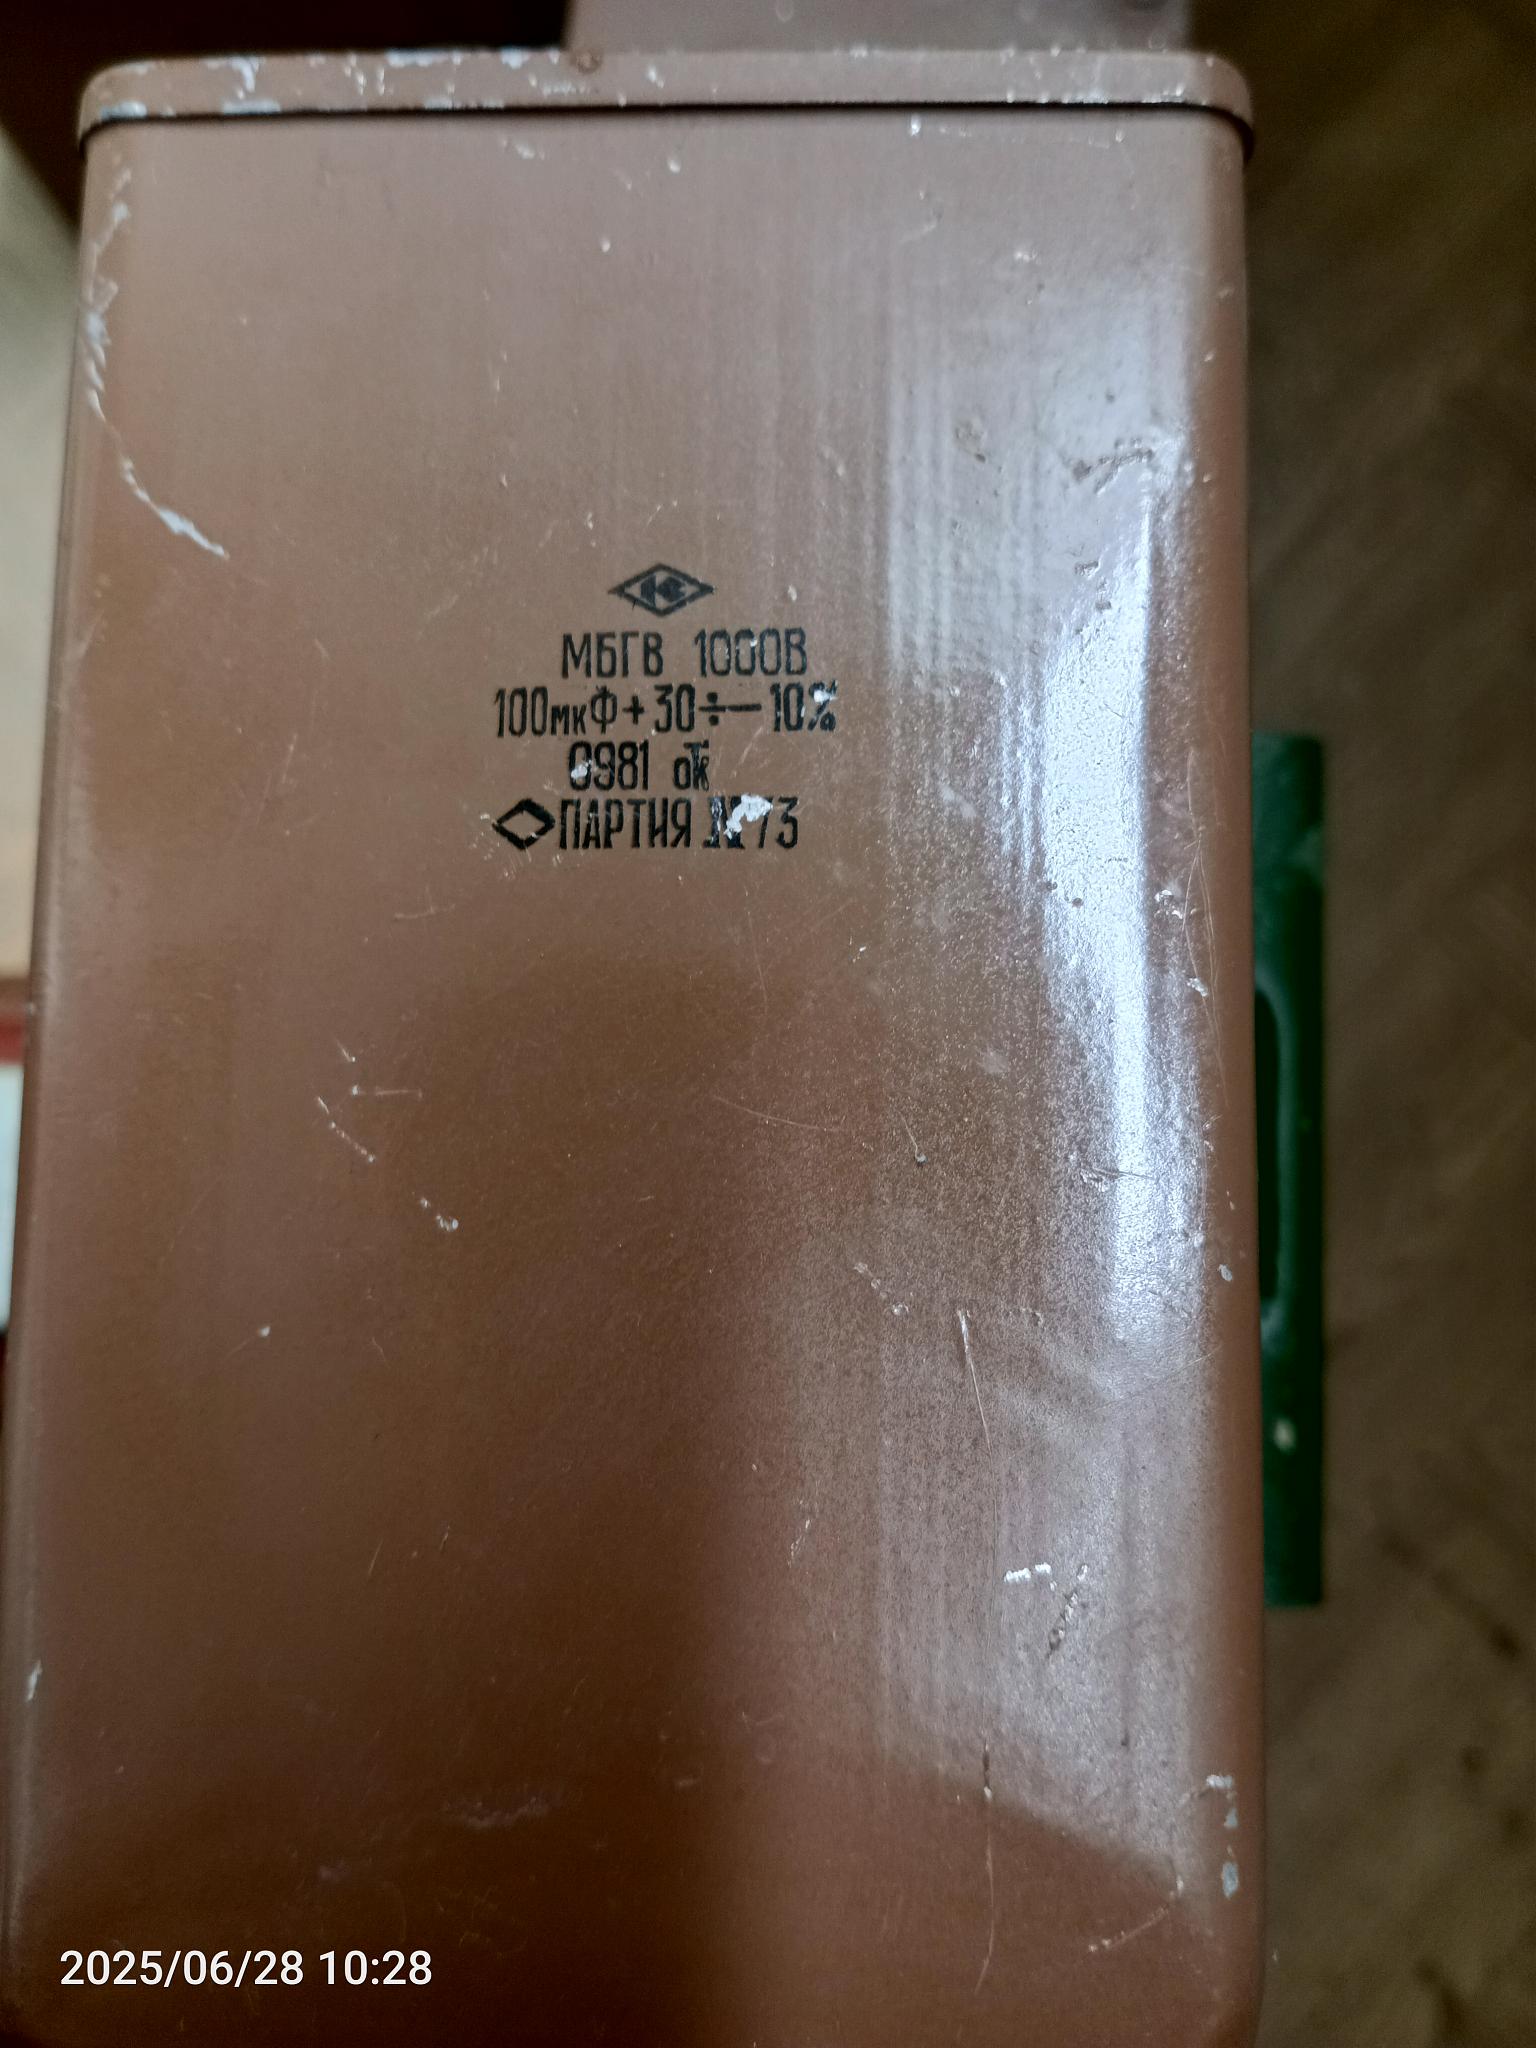 МБГВ 1000В
100мкФ+30÷-10%
0981 ОТК
ПАРТИЯ №73
2025/06/28 10:28